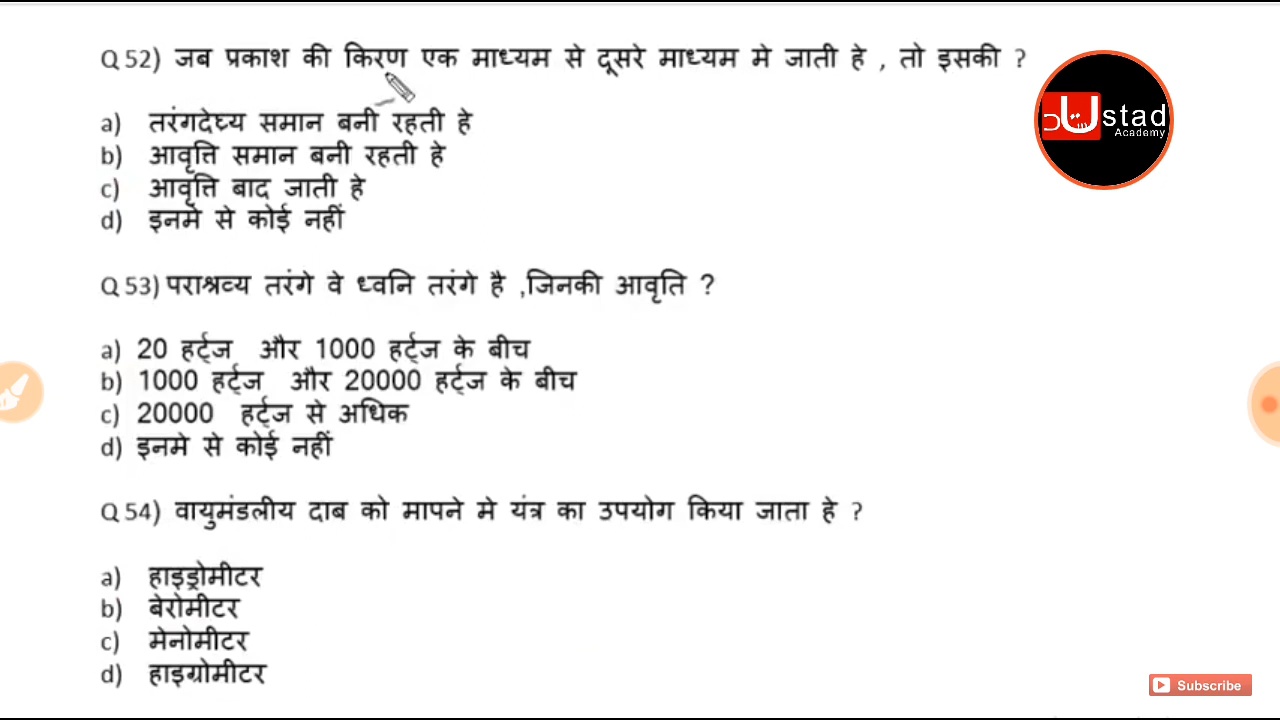 Q 52) जब प्रकाश की किरण एक माध्यम से दूसरे माध्यम मे जाती हे , तो इसकी ?
a) तरंगदेघ्य समान बनी रहती हे
b) आवृत्ति समान बनी रहती हे
c) आवृत्ति बाद जाती हे
d) इनमे से कोई नहीं
Q 53) पराश्रव्य तरंगे वे ध्वनि तरंगे है ,जिनकी आवृति ?
a) 20 हर्ट्ज और 1000 हर्ट्ज के बीच
b) 1000 हर्ट्ज और 20000 हर्ट्ज के बीच
c) 20000 हर्ट्ज से अधिक
d) इनमे से कोई नहीं
Q 54) वायुमंडलीय दाब को मापने मे यंत्र का उपयोग किया जाता हे ?
a) हाइड्रोमीटर
b) बेरोमीटर
c) मेनोमीटर
d) हाइग्रोमीटर
Ustad
Academy
Subscribe